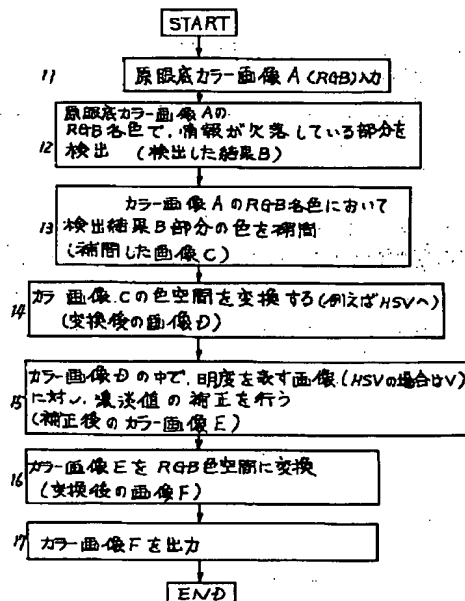 START
11
原眼底カラー画像A(RGB)入力
原眼底カラー画像Aの
RGB各色で、情報が欠落している部分を
12
検出 (検出した結果B)
カラー画像AのRGB各色において
13
検出結果B部分の色を補間
(補間した画像C)
カラ 画像Cの色空間を変換する(例えばHSVへ)
14
(変換後の画像D)
カラー画像Dの中で、明度を表す画像(HSVの場合はV)
15
に対し、濃淡値の補正を行う
(補正後のカラー画像E)
カラー画像EをRGB色空間に変換
16
(変換後の画像F)
17
カラー画像Fを出力
END